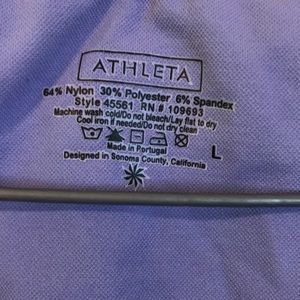 ATHLETA
64% Nylon 30% Polyester 6% Spandex
Style 45561 RN# 109693
Machine wash cold/Do not bleach/Lay flat to dry
Cool iron if needed/Do not dry clean
L
Made in Portugal
Designed in Sonoma County, California